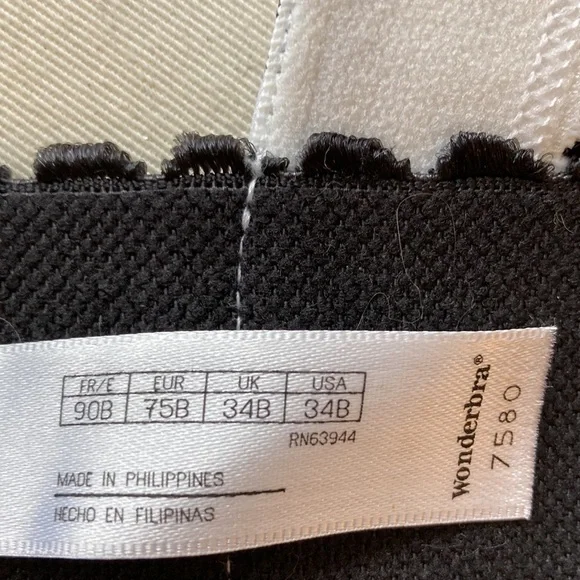 FR/E EUR UK USA
90B 75B 34B 34B
RN63944
MADE IN PHILIPPINES
HECHO EN FILIPINAS
Wonderbra®
7580